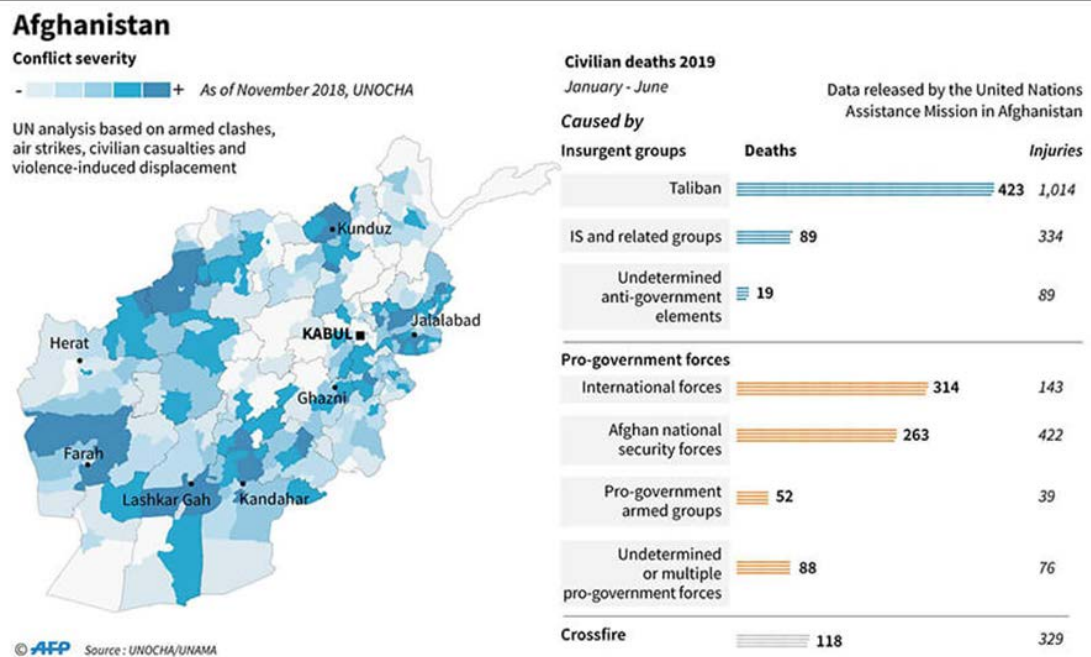 Afghanistan
Conflict severity
- + As of November 2018, UNOCHA
UN analysis based on armed clashes,
air strikes, civilian casualties and
violence-induced displacement
Kunduz
Jalalabad
KABUL
Herat
Ghazni
Farah
Lashkar Gah
Kandahar
© AFP Source : UNOCHA/UNAMA
Civilian deaths 2019
January - June
Data released by the United Nations
Assistance Mission in Afghanistan
Caused by
Insurgent groups Deaths Injuries
Taliban 423 1,014
IS and related groups 89 334
Undetermined
anti-government 19 89
elements
Pro-government forces
International forces 314 143
Afghan national 263 422
security forces
Pro-government 52 39
armed groups
Undetermined
or multiple 88 76
pro-government forces
Crossfire 118 329